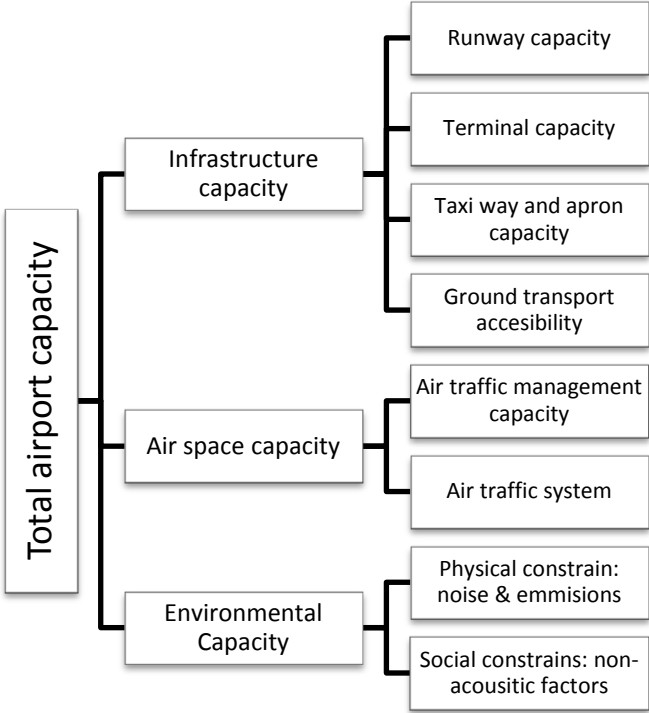 Total airport capacity
Infrastructure
capacity
Runway capacity
Terminal capacity
Taxi way and apron
capacity
Ground transport
accesibility
Air space capacity
Air traffic management
capacity
Air traffic system
Environmental
Capacity
Physical constrain:
noise & emmisions
Social constrains: non-
acousitic factors